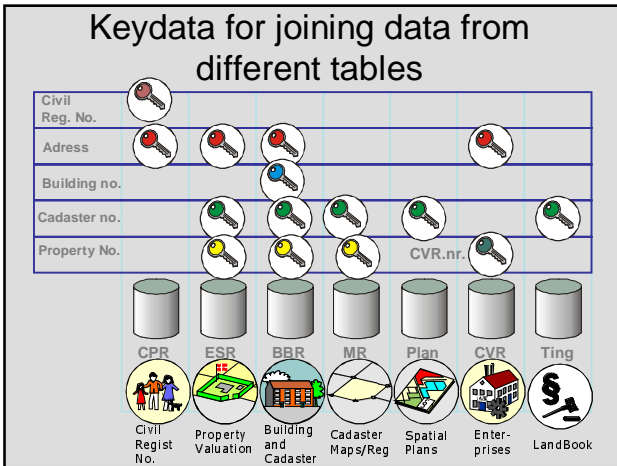 Keydata for joining data from
different tables
Civil
Reg. No.
Adress
Building no.
Cadaster no.
Property No.
CVR.nr.
CPR ESR BBR MR Plan CVR Ting
§
Civil
Regist
No.
Property
Valuation
Building
and
Cadaster
Cadaster
Maps/Reg
Spatial
Plans
Enter-
prises
LandBook